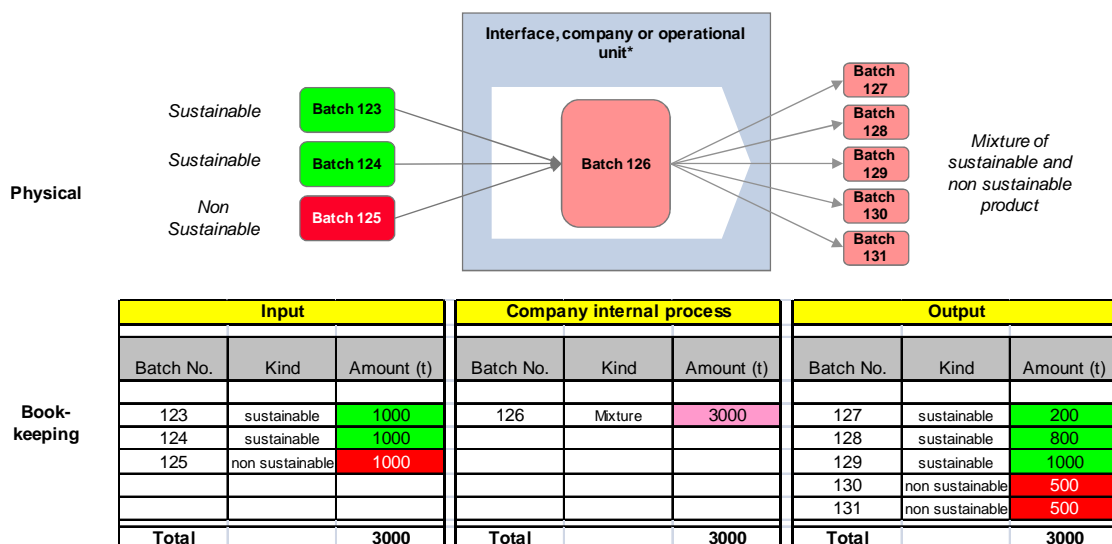 Interface, company or operational
unit*
Sustainable
Batch 123
Sustainable
Batch 124
Non
Sustainable
Batch 125
Physical
Batch 126
Batch
127
Batch
128
Batch
129
Batch
130
Batch
131
Mixture of
sustainable and
non sustainable
product
Book-
keeping
Input
Batch No. Kind Amount (t)
123 sustainable 1000
124 sustainable 1000
125 non sustainable 1000
Total 3000
Company internal process
Batch No. Kind Amount (t)
126 Mixture 3000
Total 3000
Output
Batch No. Kind Amount (t)
127 sustainable 200
128 sustainable 800
129 sustainable 1000
130 non sustainable 500
131 non sustainable 500
Total 3000